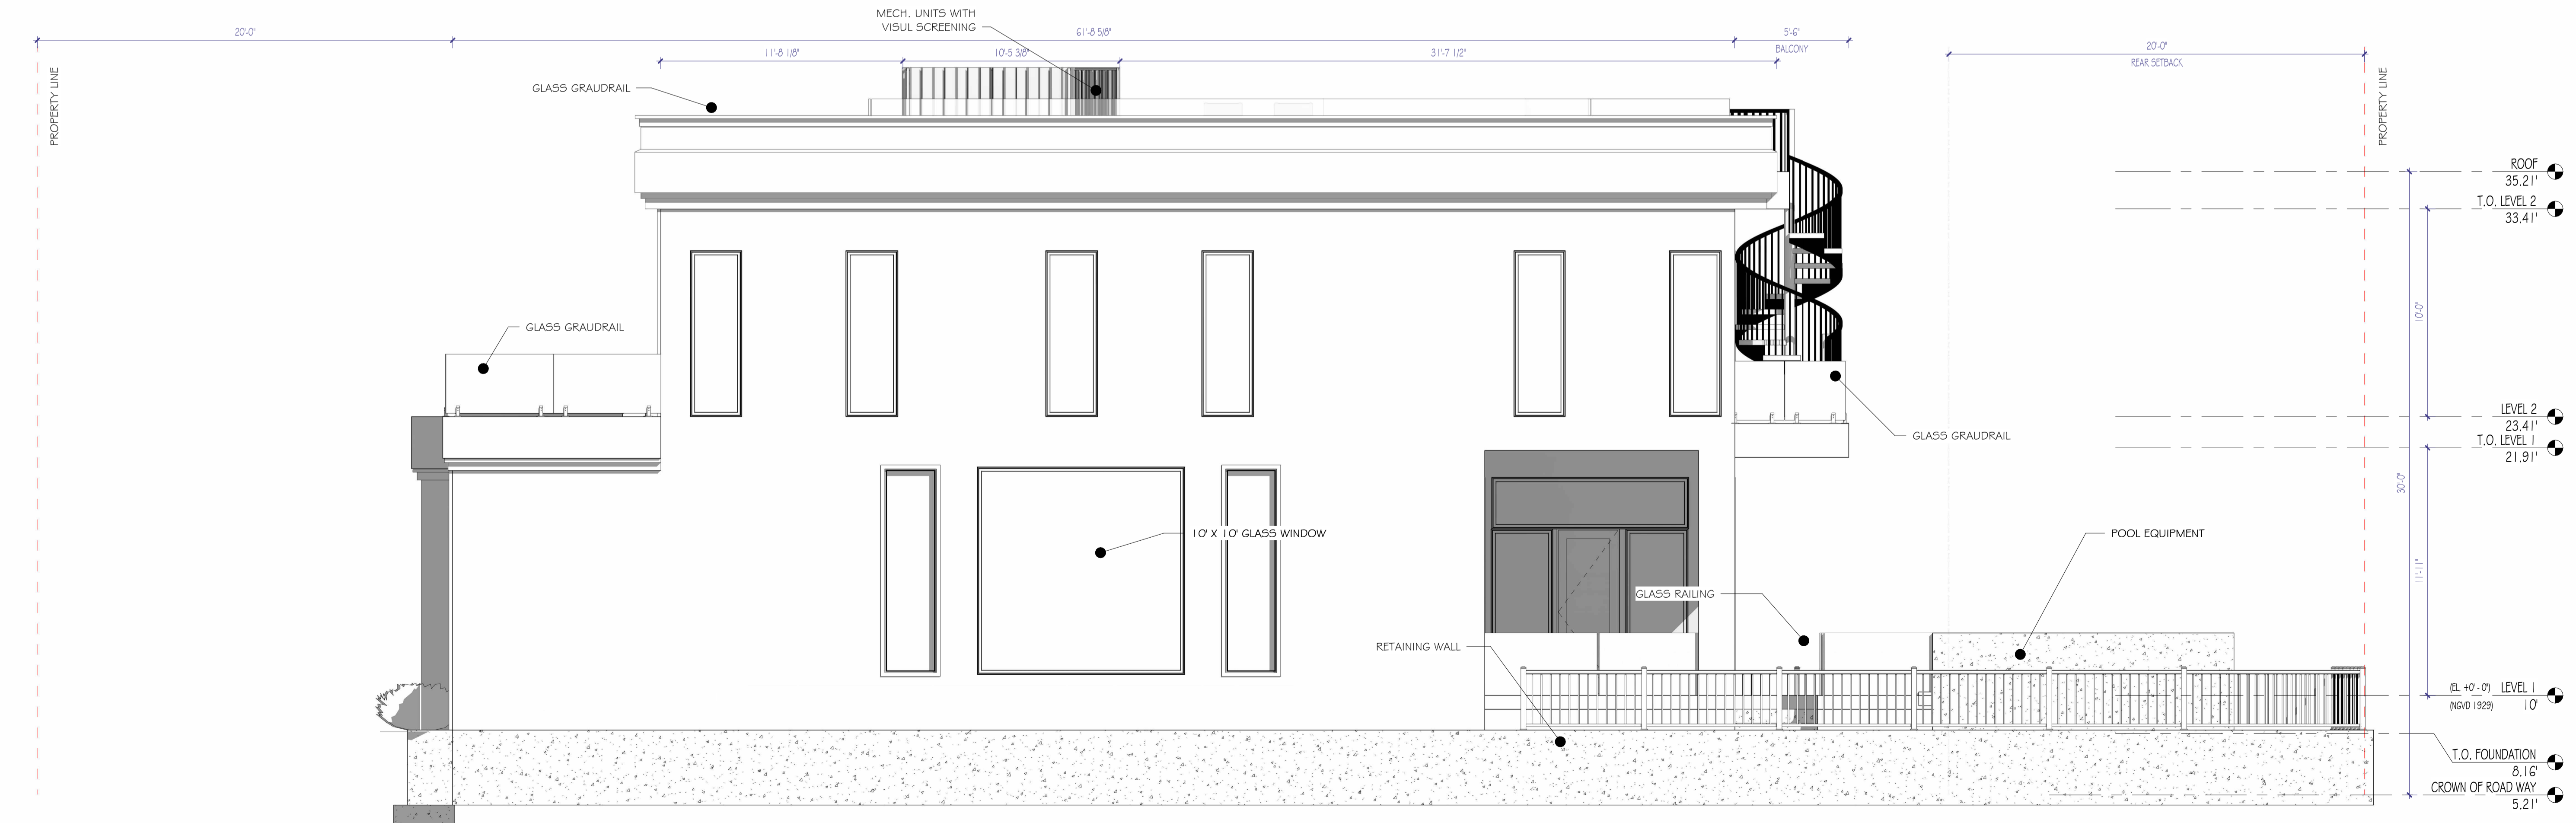 MECH. UNITS WITH
VISUL SCREENING
20'-0"
61'-8 5/8"
5'-6"
BALCONY
11'-8 1/8"
10'-5 3/8"
31'-7 1/2"
20'-0"
REAR SETBACK
PROPERTY LINE
PROPERTY LINE
GLASS GRAUDRAIL
ROOF
35.21'
T.O. LEVEL 2
33.41'
10'-0"
GLASS GRAUDRAIL
GLASS GRAUDRAIL
LEVEL 2
23.41'
T.O. LEVEL 1
21.91'
30'-0"
11'-11"
10' X 10' GLASS WINDOW
POOL EQUIPMENT
GLASS RAILING
RETAINING WALL
(EL. +0' - 0") LEVEL 1
(NGVD 1929) 10'
T.O. FOUNDATION
8.16'
CROWN OF ROAD WAY
5.21'